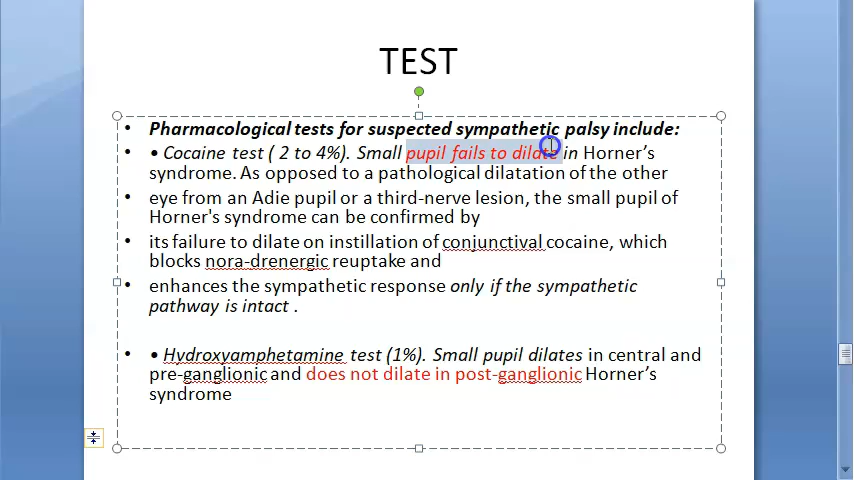 TEST
• Pharmacological tests for suspected sympathetic palsy include:
• • Cocaine test ( 2 to 4%). Small pupil fails to dilate in Horner’s
syndrome. As opposed to a pathological dilatation of the other
• eye from an Adie pupil or a third-nerve lesion, the small pupil of
Horner's syndrome can be confirmed by
• its failure to dilate on instillation of conjunctival cocaine, which
blocks nora-drenergic reuptake and
• enhances the sympathetic response only if the sympathetic
pathway is intact .
• • Hydroxyamphetamine test (1%). Small pupil dilates in central and
pre-ganglionic and does not dilate in post-ganglionic Horner’s
syndrome